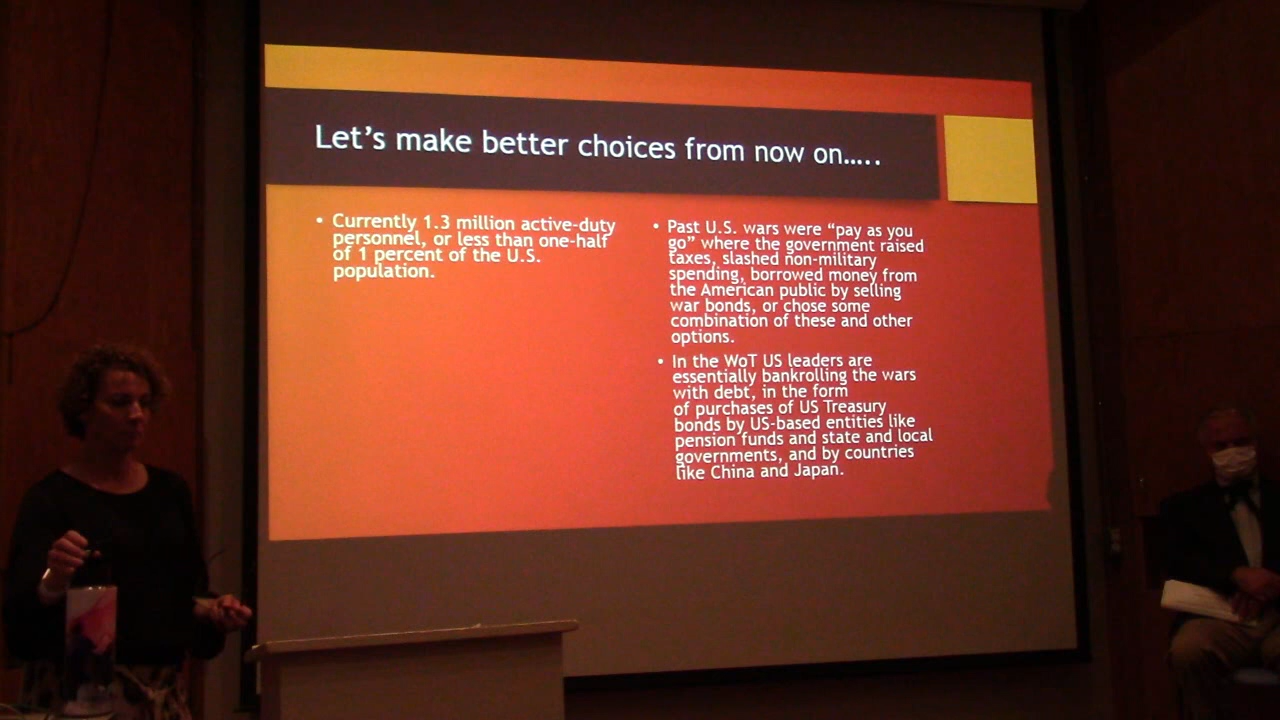 Let's make better choices from now on…..
• Currently 1.3 million active-duty
personnel, or less than one-half
of 1 percent of the U.S.
population.
• Past U.S. wars were “pay as you
go” where the government raised
taxes, slashed non-military
spending, borrowed money from
the American public by selling
war bonds, or chose some
combination of these and other
options.
• In the WoT US leaders are
essentially bankrolling the wars
with debt, in the form
of purchases of US Treasury
bonds by US-based entities like
pension funds and state and local
governments, and by countries
like China and Japan.